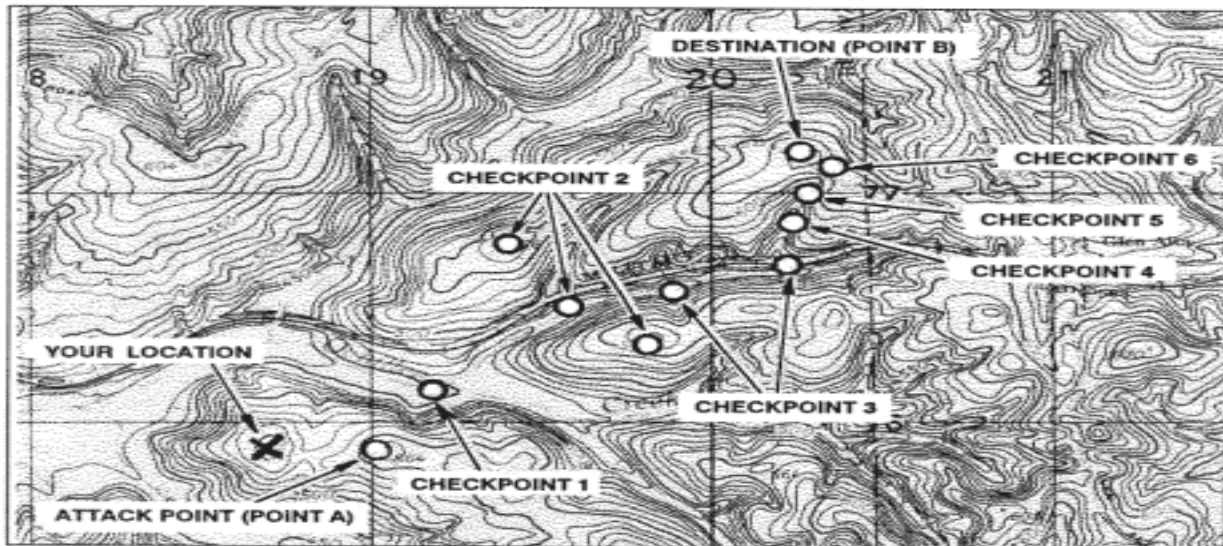 DESTINATION (POINT B)
8
19
20
21
CHECKPOINT 6
CHECKPOINT 2
77
CHECKPOINT 5
CHECKPOINT 4
YOUR LOCATION
CHECKPOINT 3
CHECKPOINT 1
ATTACK POINT (POINT A)